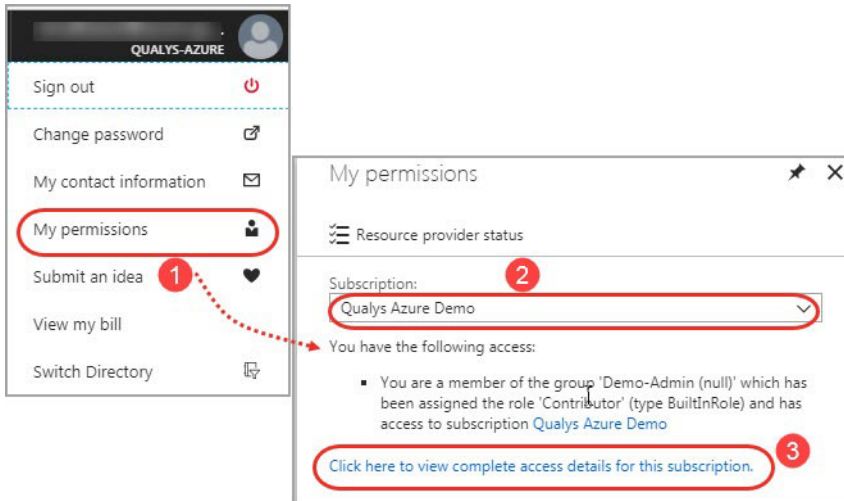 QUALYS-AZURE
Sign out
Change password
My contact information
My permissions
Submit an idea
1
View my bill
Switch Directory
My permissions
Resource provider status
Subscription:
2
Qualys Azure Demo
You have the following access:
▪ You are a member of the group 'Demo-Admin (null)' which has
been assigned the role 'Contributor' (type BuiltInRole) and has
access to subscription Qualys Azure Demo
3
Click here to view complete access details for this subscription.